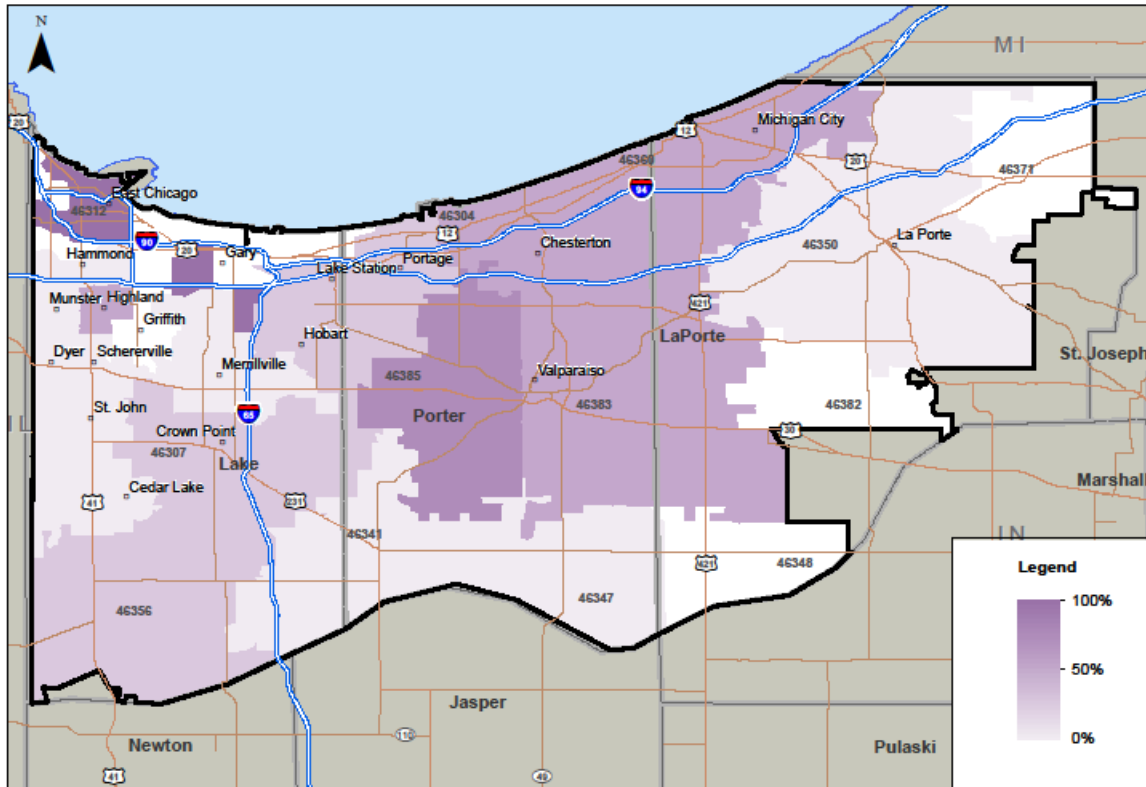 N
MI
20
12
Michigan City
46360
20
46371
East Chicago
46312
94
46304
12
90
20
Gary
Chesterton
46350
La Porte
Hammond
Lake Station
Portage
Munster
Highland
421
Griffith
Hobart
LaPorte
Dyer
Schererville
St. Joseph
Merrillville
46385
Valparaiso
Porter
46383
46382
65
St. John
IL
30
Crown Point
46307
Lake
Marshall
Cedar Lake
41
231
46341
IN
421
46348
Legend
46356
46347
100%
50%
0%
Jasper
Newton
110
Pulaski
41
49